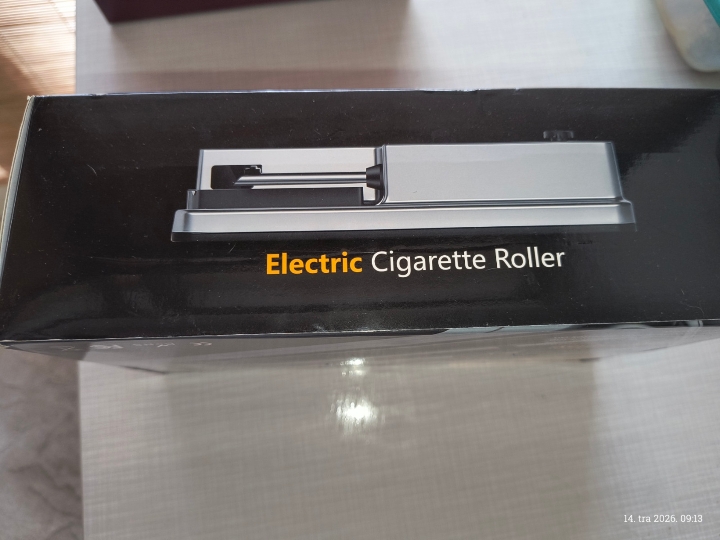 Electric Cigarette Roller
14. tra 2026. 09:13